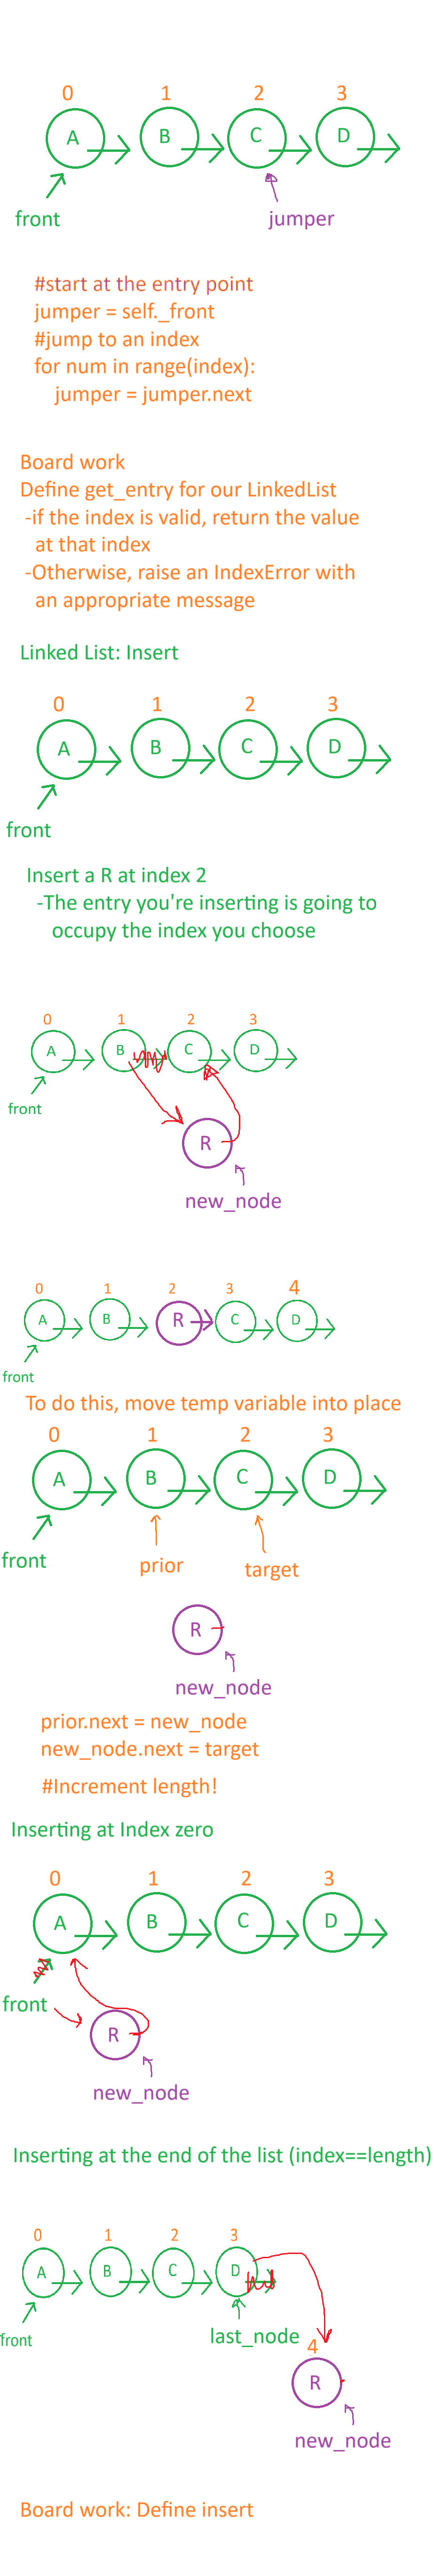 0 1 2 3
A B C D
front jumper
#start at the entry point
jumper = self._front
#jump to an index
for num in range(index):
jumper = jumper.next
Board work
Define get_entry for our LinkedList
-if the index is valid, return the value
at that index
-Otherwise, raise an IndexError with
an appropriate message
Linked List: Insert
0 1 2 3
A B C D
front
Insert a R at index 2
-The entry you're inserting is going to
occupy the index you choose
0 1 2 3
A B C D
front
R
new_node
0 1 2 3 4
A B R C D
front
To do this, move temp variable into place
0 1 2 3
A B C D
front prior target
R
new_node
prior.next = new_node
new_node.next = target
#Increment length!
Inserting at Index zero
0 1 2 3
A B C D
front
R
new_node
Inserting at the end of the list (index==length)
0 1 2 3
A B C D
front last_node
4
R
new_node
Board work: Define insert